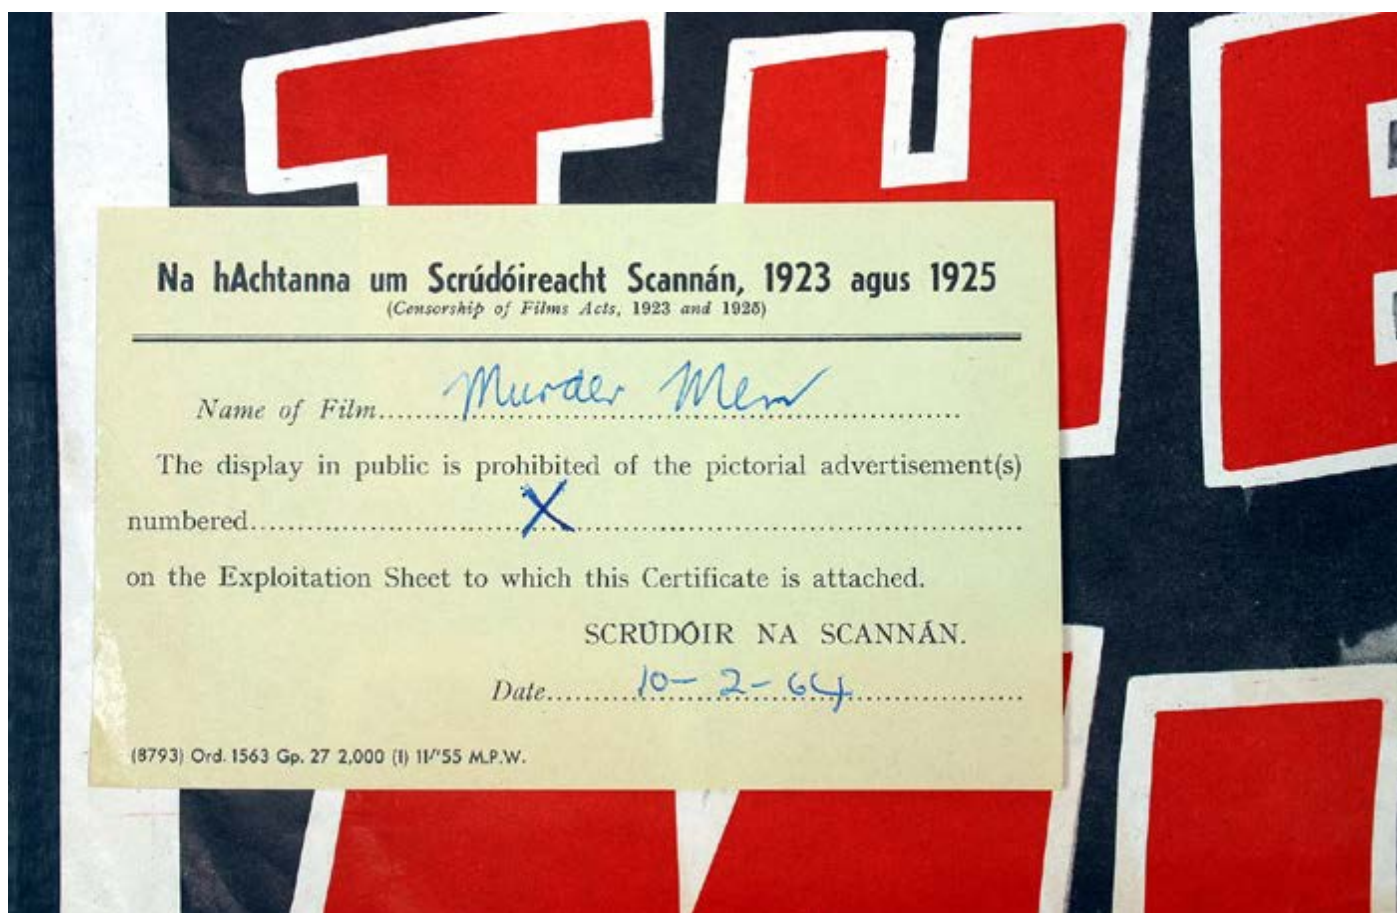 THE
Na hAchtanna um Scrúdóireacht Scannán, 1923 agus 1925
(Censorship of Films Acts, 1923 and 1925)
Name of Film........Murder Men..............
The display in public is prohibited of the pictorial advertisement(s)
numbered..............X..............
on the Exploitation Sheet to which this Certificate is attached.
SCRÚDÓIR NA SCANNÁN.
Date..........10-2-64..............
(8793) Ord. 1563 Gp. 27 2,000 (I) 11/'55 M.P.W.